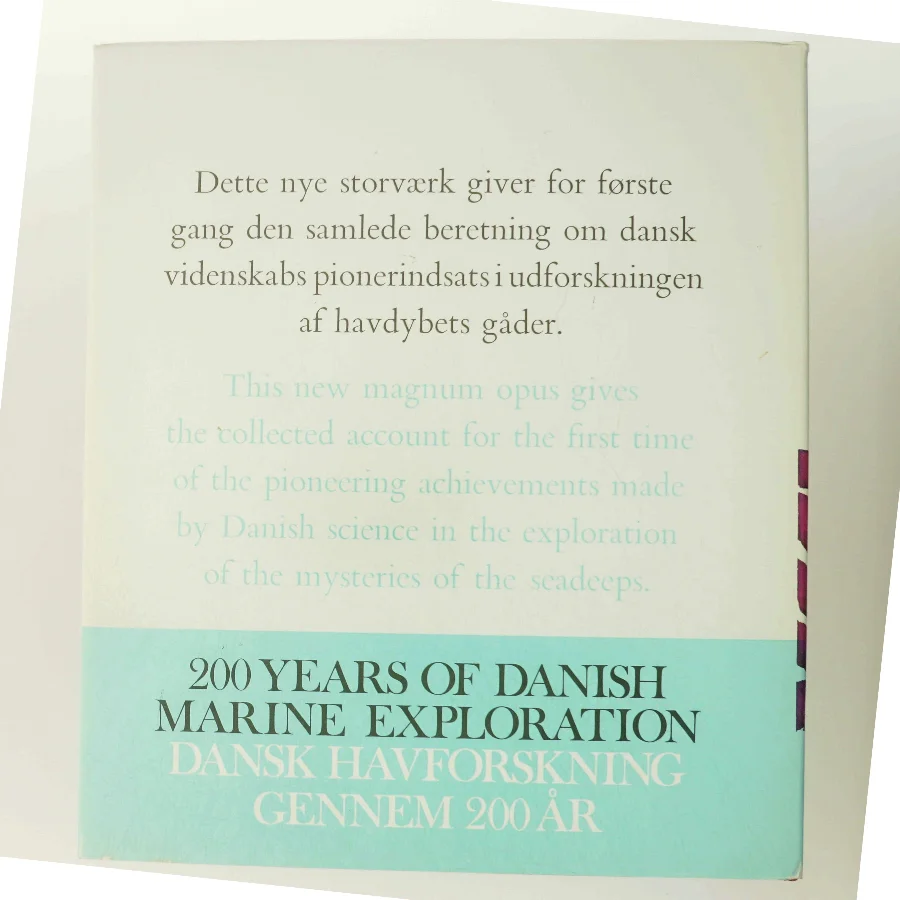 Dette nye storværk giver for første
gang den samlede beretning om dansk
videnskabs pionerindsats i udforskningen
af havdybets gåder.
This new magnum opus gives
the collected account for the first time
of the pioneering achievements made
by Danish science in the exploration
of the mysteries of the seadeeps.
200 YEARS OF DANISH
MARINE EXPLORATION
DANSK HAVFORSKNING
GENNEM 200 ÅR